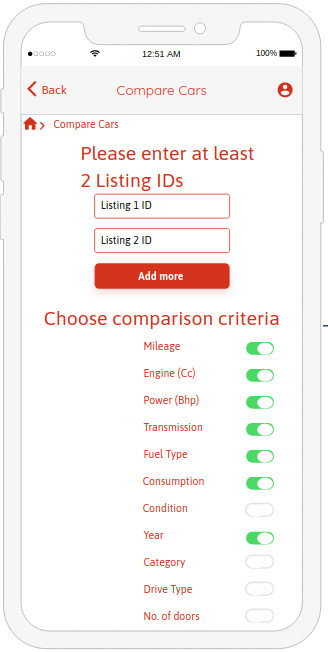 12:51 AM
100%
Back
Compare Cars
Compare Cars
Please enter at least
2 Listing IDs
Listing 1 ID
Listing 2 ID
Add more
Choose comparison criteria
Mileage
Engine (Cc)
Power (Bhp)
Transmission
Fuel Type
Consumption
Condition
Year
Category
Drive Type
No. of doors